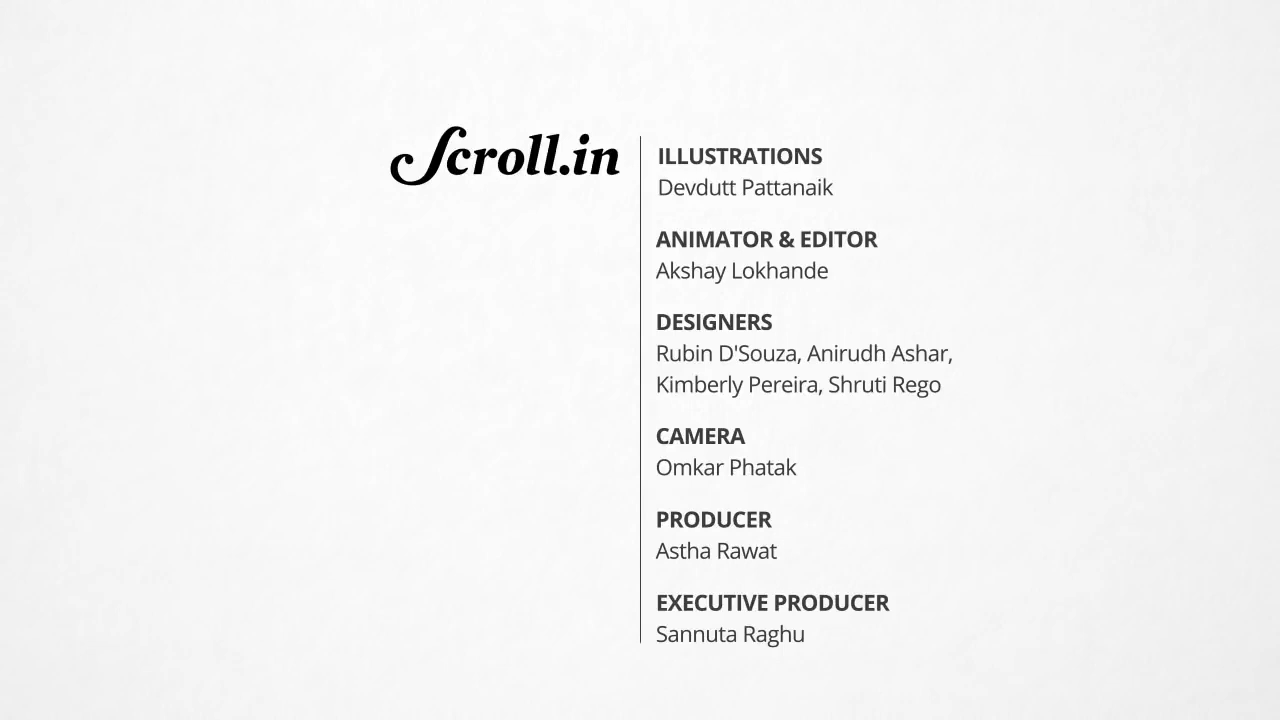 Scroll.in
ILLUSTRATIONS
Devdutt Pattanaik
ANIMATOR & EDITOR
Akshay Lokhande
DESIGNERS
Rubin D'Souza, Anirudh Ashar,
Kimberly Pereira, Shruti Rego
CAMERA
Omkar Phatak
PRODUCER
Astha Rawat
EXECUTIVE PRODUCER
Sannuta Raghu